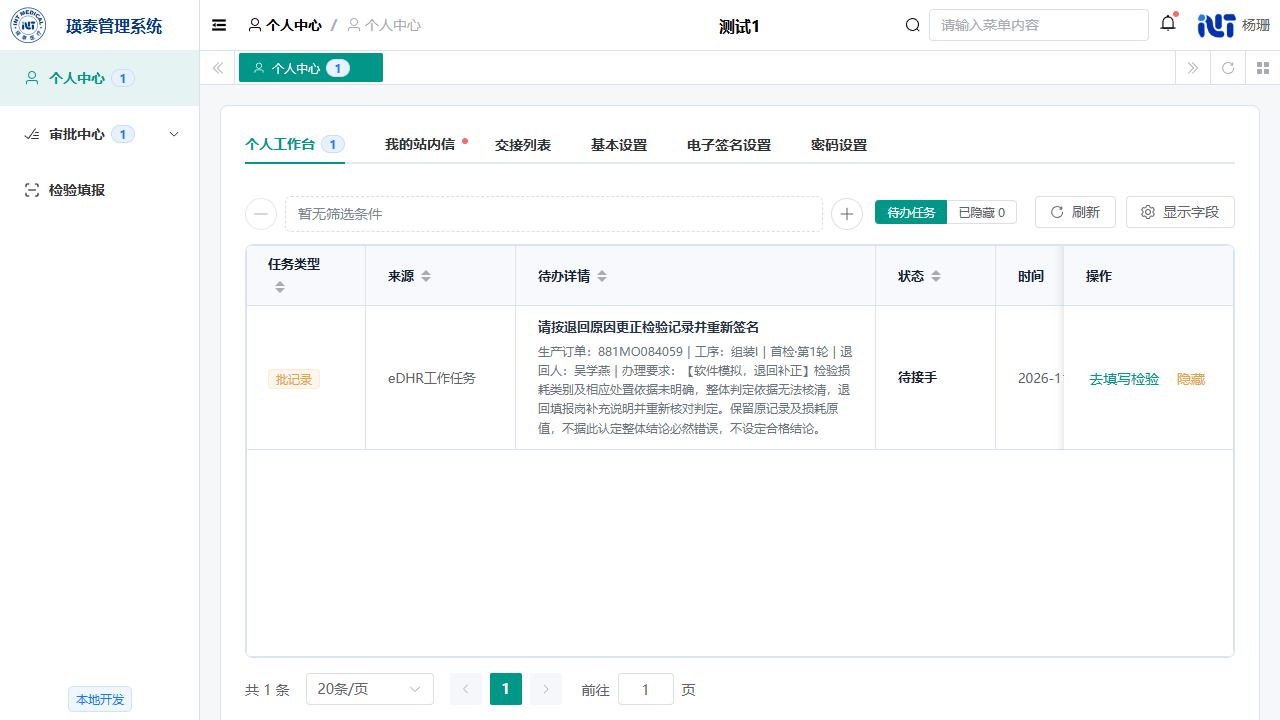 瑛泰管理系统
个人中心 / 个人中心
测试1
请输入菜单内容
杨珊
个人中心 1
审批中心 1
检验填报
本地开发
个人中心 1
个人工作台 1
我的站内信
交接列表
基本设置
电子签名设置
密码设置
暂无筛选条件
待办任务
已隐藏 0
刷新
显示字段
任务类型
来源
待办详情
状态
时间
操作
批记录
eDHR工作任务
请按退回原因更正检验记录并重新签名
生产订单：881MO084059 | 工序：组装I | 首检·第1轮 | 退
回人：吴学燕 | 办理要求：【软件模拟，退回补正】检验损
耗类别及相应处置依据未明确，整体判定依据无法核清，退
回填报岗补充说明并重新核对判定。保留原记录及损耗原
值，不据此认定整体结论必然错误，不设定合格结论。
待接手
2026-1
去填写检验
隐藏
共 1 条
20条/页
1
前往
1
页